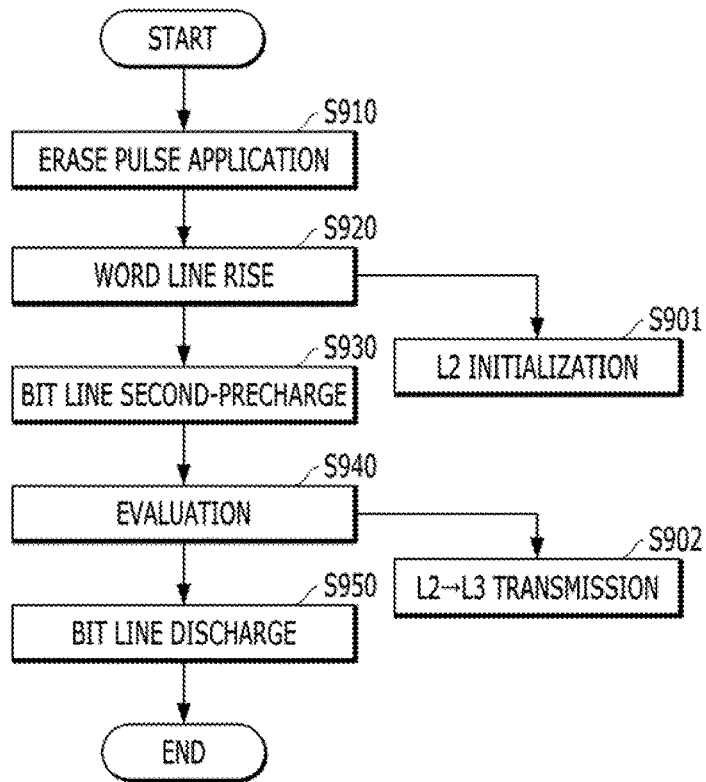 START
S910
ERASE PULSE APPLICATION
S920
WORD LINE RISE
S901
L2 INITIALIZATION
S930
BIT LINE SECOND-PRECHARGE
S940
EVALUATION
S902
L2→L3 TRANSMISSION
S950
BIT LINE DISCHARGE
END